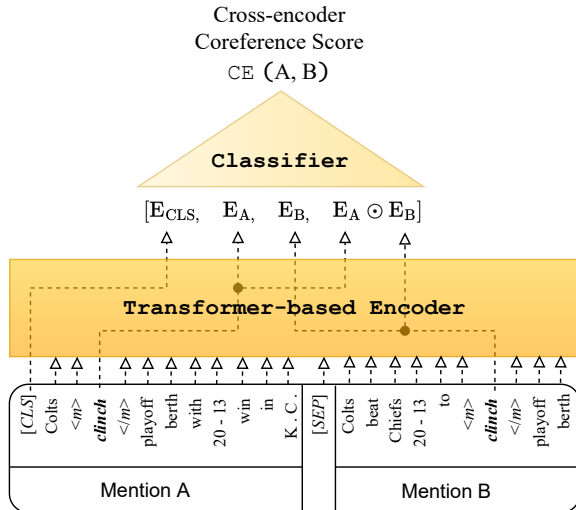 Cross-encoder
Coreference Score
CE (A, B)
Classifier
[E_CLS, E_A, E_B, E_A ⊙ E_B]
Transformer-based Encoder
[CLS]
Colts
<m>
clinch
</m>
playoff
berth
with
20 - 13
win
in
K . C .
[SEP]
Colts
beat
Chiefs
20 - 13
to
<m>
clinch
</m>
playoff
berth
Mention A
Mention B